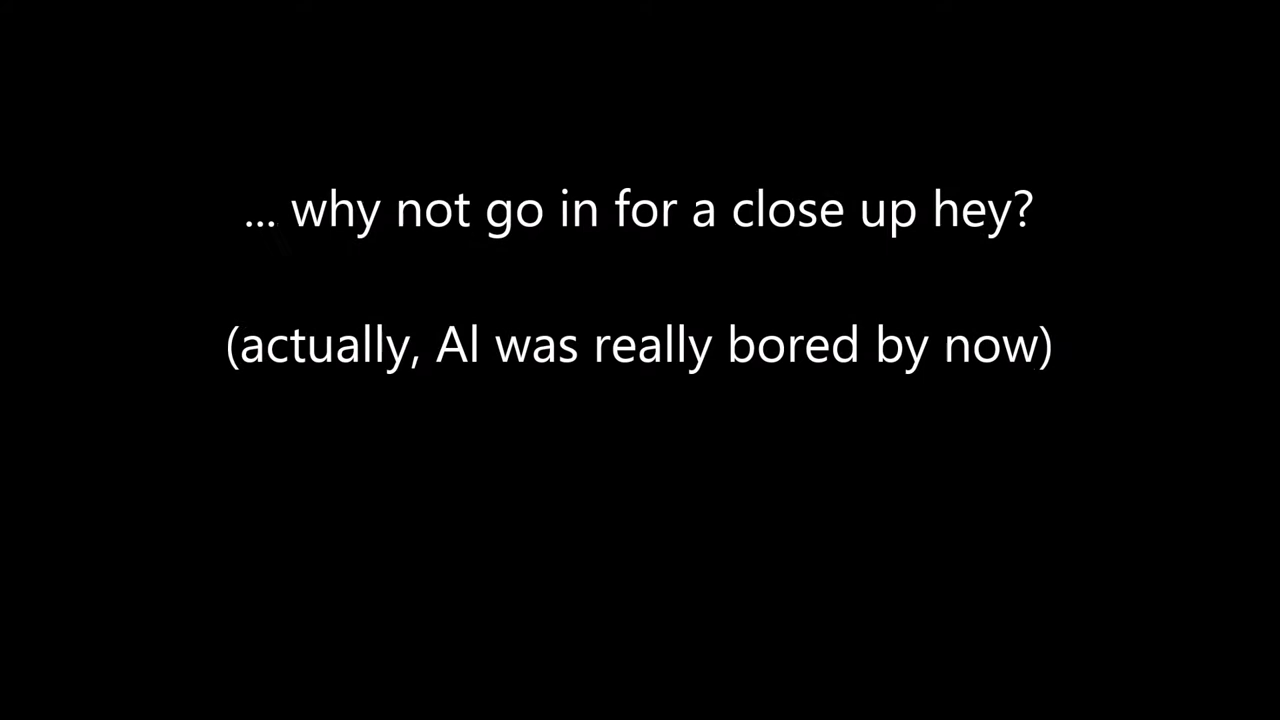 ... why not go in for a close up hey?
(actually, Al was really bored by now)